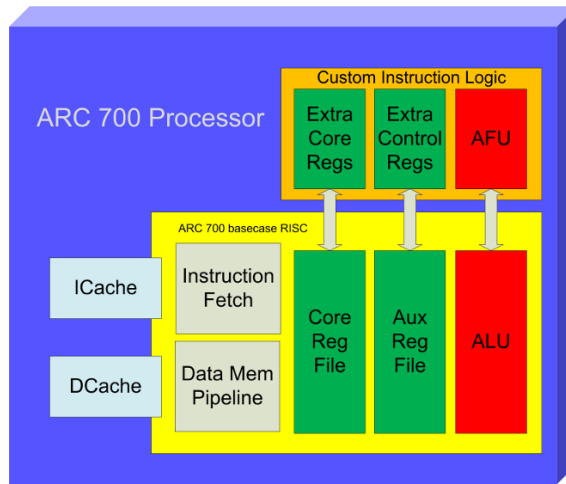 Custom Instruction Logic
ARC 700 Processor
Extra
Core
Regs
Extra
Control
Regs
AFU
ARC 700 basecase RISC
ICache
Instruction
Fetch
DCache
Data Mem
Pipeline
Core
Reg
File
Aux
Reg
File
ALU